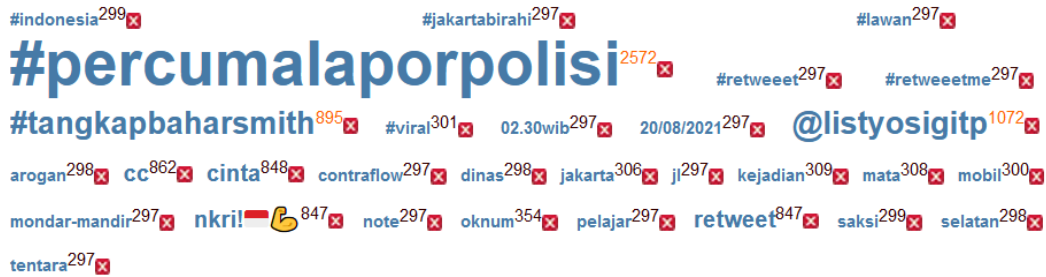 #indonesia299 #jakartabirahi297 #lawan297
#percumalaporpolisi2572 #retweeet297 #retweeetme297
#tangkapbaharsmith895 #viral301 02.30wib297 20/08/2021297 @listyosigitp1072
arogan298 cc862 cinta848 contraflow297 dinas298 jakarta306 jl297 kejadian309 mata308 mobil300
mondar-mandir297 nkri!🇮🇩💪847 note297 oknum354 pelajar297 retweet847 saksi299 selatan298
tentara297